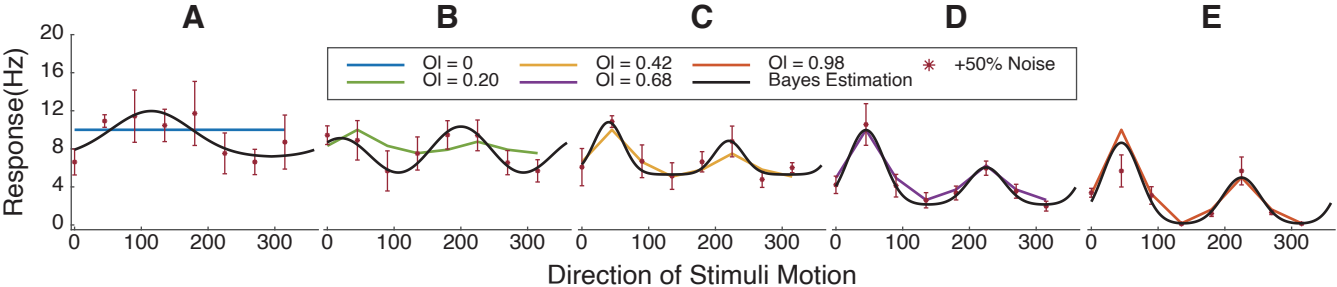 A B C D E
20
16
12
8
4
0
Response(Hz)
OI = 0 OI = 0.42 OI = 0.98 +50% Noise
OI = 0.20 OI = 0.68 Bayes Estimation
0 100 200 300 0 100 200 300 0 100 200 300 0 100 200 300 0 100 200 300
Direction of Stimuli Motion